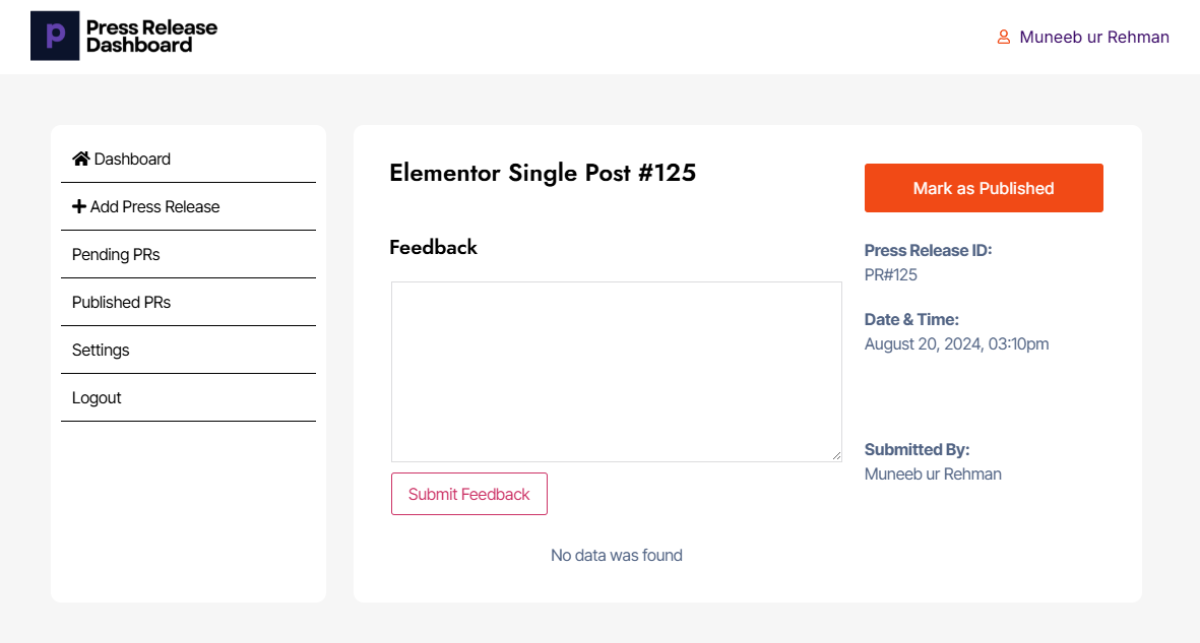 p
Press Release
Dashboard
Muneeb ur Rehman
Dashboard
Add Press Release
Pending PRs
Published PRs
Settings
Logout
Elementor Single Post #125
Feedback
Submit Feedback
No data was found
Mark as Published
Press Release ID:
PR#125
Date & Time:
August 20, 2024, 03:10pm
Submitted By:
Muneeb ur Rehman